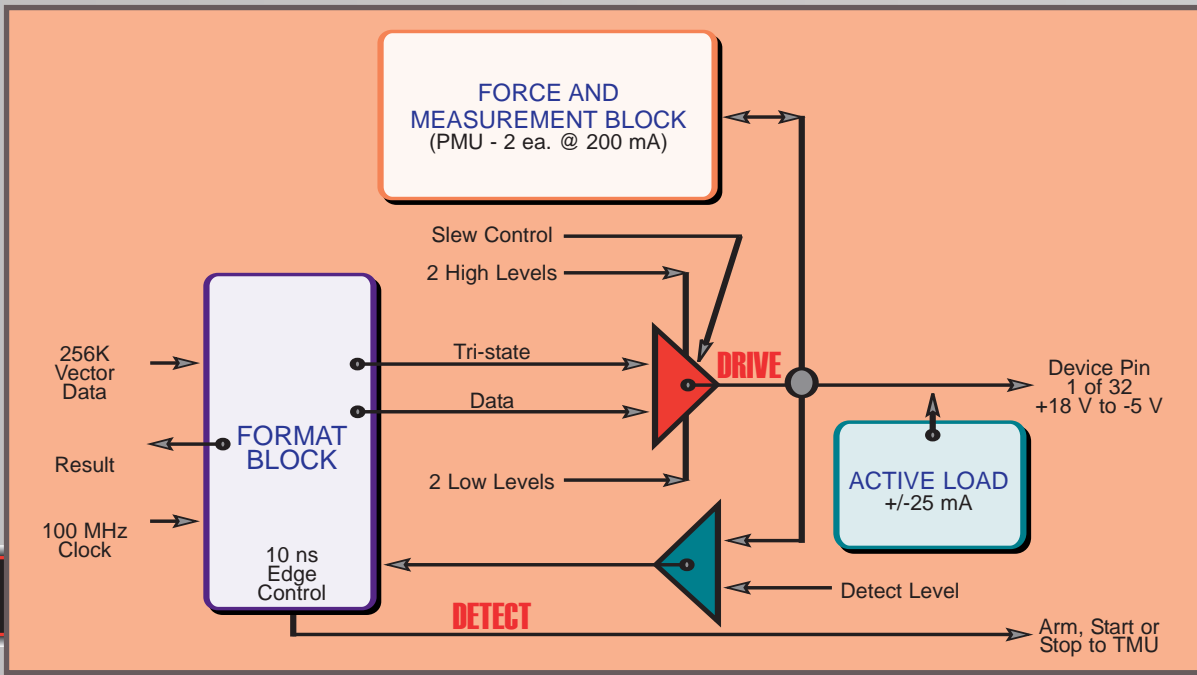 FORCE AND
MEASUREMENT BLOCK
(PMU - 2 ea. @ 200 mA)
Slew Control
2 High Levels
256K
Vector
Data
Tri-state
DRIVE
Device Pin
1 of 32
+18 V to -5 V
Data
FORMAT
BLOCK
Result
2 Low Levels
ACTIVE LOAD
+/-25 mA
100 MHz
Clock
10 ns
Edge
Control
Detect Level
DETECT
Arm, Start or
Stop to TMU